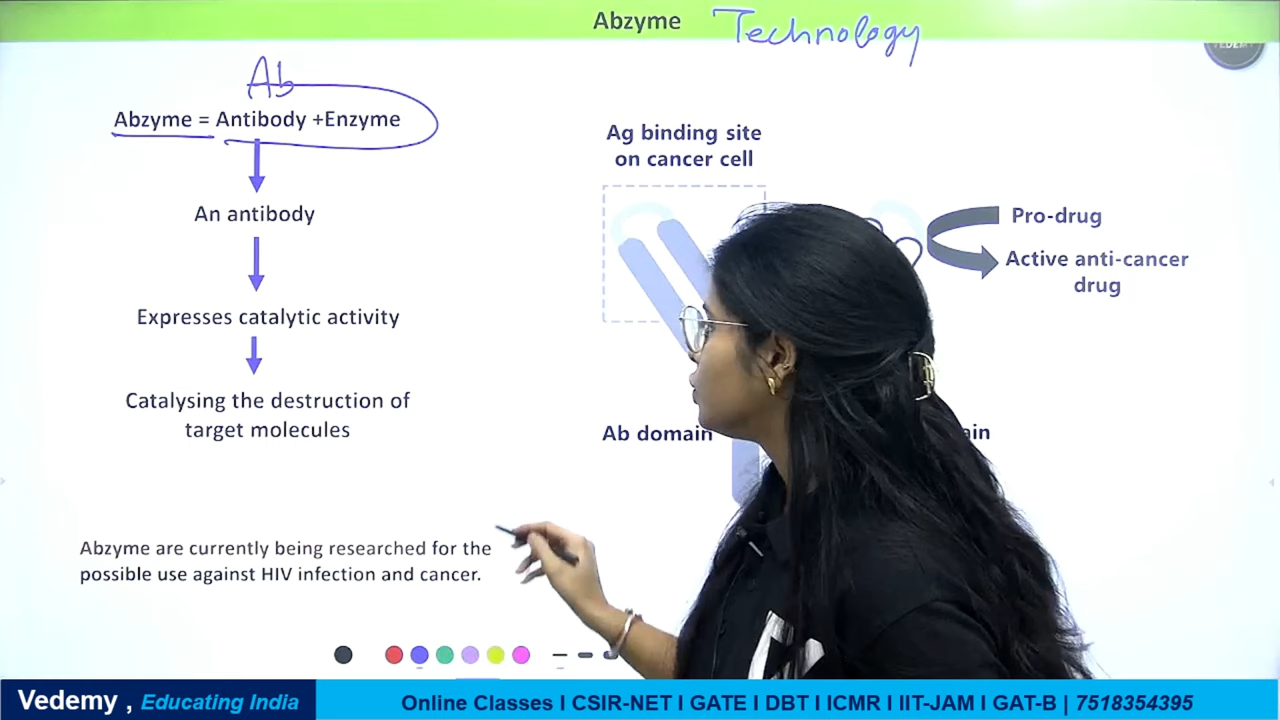 Abzyme Technology
VEDEMY
Ab
Abzyme = Antibody +Enzyme
An antibody
Expresses catalytic activity
Catalysing the destruction of
target molecules
Abzyme are currently being researched for the
possible use against HIV infection and cancer.
Ag binding site
on cancer cell
Pro-drug
Active anti-cancer
drug
Ab domain
Vedemy , Educating India
Online Classes I CSIR-NET I GATE I DBT I ICMR I IIT-JAM I GAT-B | 7518354395